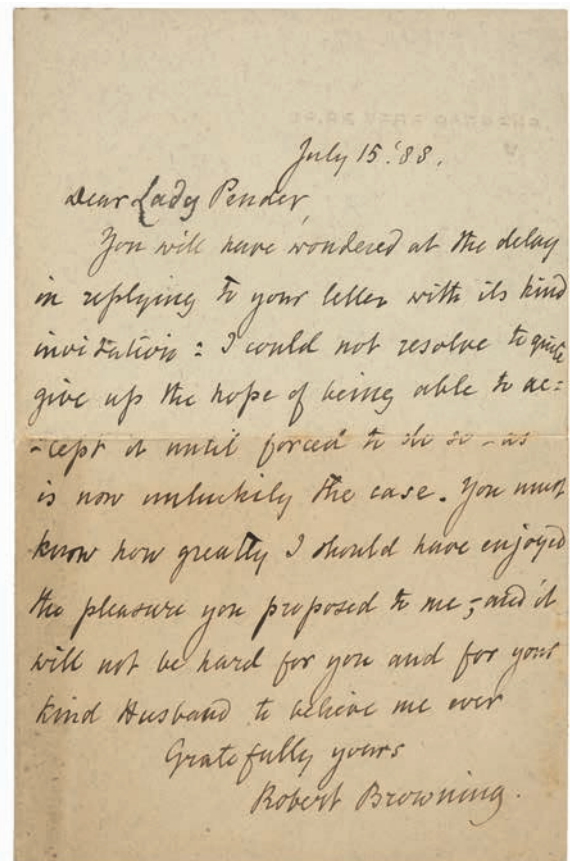 July 15. '88.
Dear Lady Pender,
You will have wondered at the delay
in replying to your letter with its kind
invitation: I could not resolve to quite
give up the hope of being able to ac=
-cept it until forced to do so - as
is now unluckily the case. You must
know how greatly I should have enjoyed
the pleasure you proposed to me; and it
will not be hard for you and for your
kind Husband to believe me ever
Gratefully yours
Robert Browning.